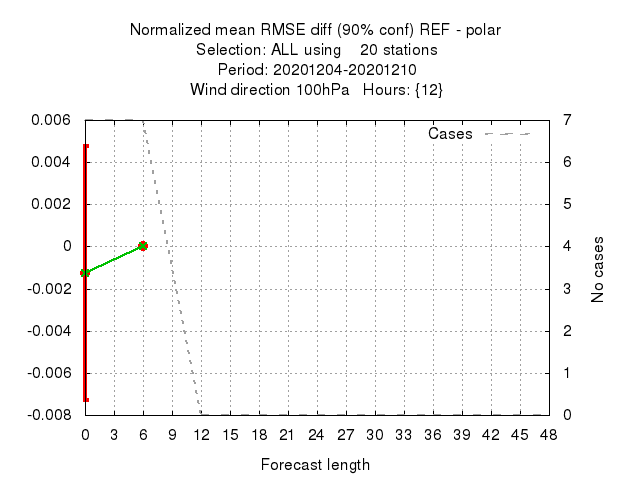 Normalized mean RMSE diff (90% conf) REF - polar
Selection: ALL using    20 stations
Period: 20201204-20201210
Wind direction 100hPa   Hours: {12}
Cases
0.006
0.004
0.002
0
-0.002
-0.004
-0.006
-0.008
7
6
5
4
3
2
1
0
No cases
0 3 6 9 12 15 18 21 24 27 30 33 36 39 42 45 48
Forecast length